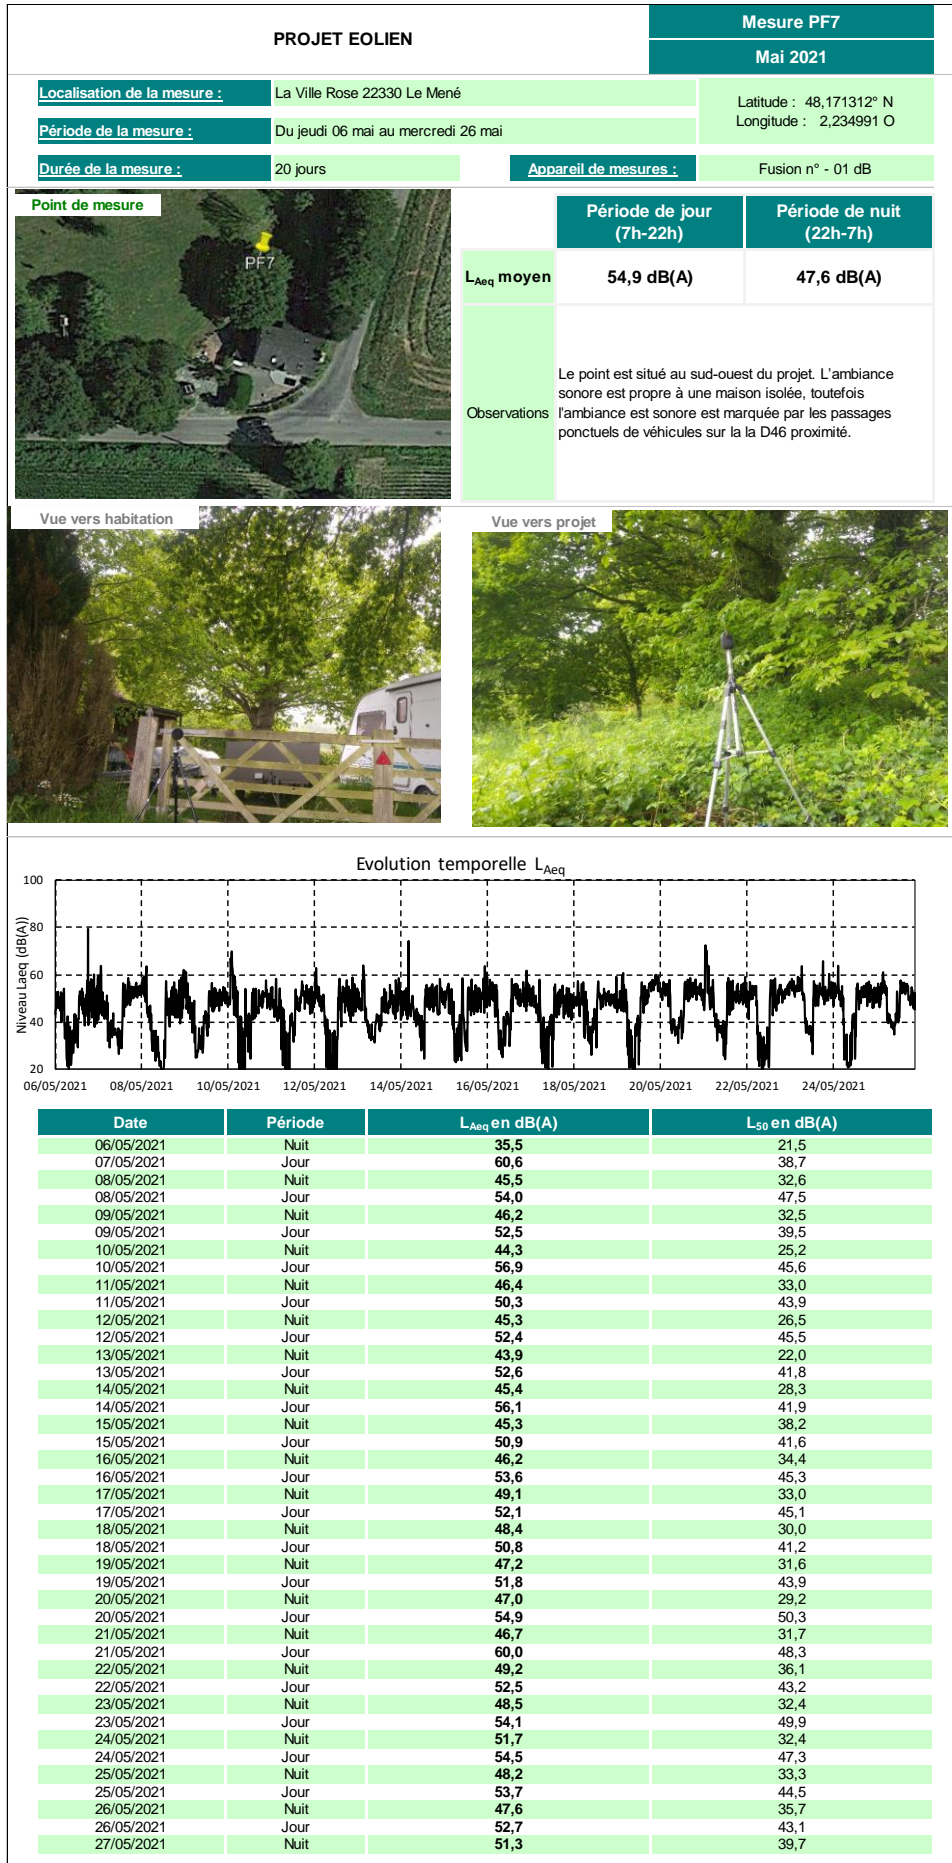 PROJET EOLIEN
Mesure PF7
Mai 2021
Localisation de la mesure :
La Ville Rose 22330 Le Mené
Latitude : 48,171312° N
Longitude : 2,234991 O
Période de la mesure :
Du jeudi 06 mai au mercredi 26 mai
Durée de la mesure :
20 jours
Appareil de mesures :
Fusion n° - 01 dB
Point de mesure
PF7
Période de jour
(7h-22h)
Période de nuit
(22h-7h)
LAeq moyen
54,9 dB(A)
47,6 dB(A)
Observations
Le point est situé au sud-ouest du projet. L'ambiance
sonore est propre à une maison isolée, toutefois
l'ambiance est sonore est marquée par les passages
ponctuels de véhicules sur la la D46 proximité.
Vue vers habitation
Vue vers projet
Evolution temporelle LAeq
Niveau Laeq (dB(A))
100
80
60
40
20
06/05/2021 08/05/2021 10/05/2021 12/05/2021 14/05/2021 16/05/2021 18/05/2021 20/05/2021 22/05/2021 24/05/2021
Date Période LAeq en dB(A) L50 en dB(A)
06/05/2021 Nuit 35,5 21,5
07/05/2021 Jour 60,6 38,7
08/05/2021 Nuit 45,5 32,6
08/05/2021 Jour 54,0 47,5
09/05/2021 Nuit 46,2 32,5
09/05/2021 Jour 52,5 39,5
10/05/2021 Nuit 44,3 25,2
10/05/2021 Jour 56,9 45,6
11/05/2021 Nuit 46,4 33,0
11/05/2021 Jour 50,3 43,9
12/05/2021 Nuit 45,3 26,5
12/05/2021 Jour 52,4 45,5
13/05/2021 Nuit 43,9 22,0
13/05/2021 Jour 52,6 41,8
14/05/2021 Nuit 45,4 28,3
14/05/2021 Jour 56,1 41,9
15/05/2021 Nuit 45,3 38,2
15/05/2021 Jour 50,9 41,6
16/05/2021 Nuit 46,2 34,4
16/05/2021 Jour 53,6 45,3
17/05/2021 Nuit 49,1 33,0
17/05/2021 Jour 52,1 45,1
18/05/2021 Nuit 48,4 30,0
18/05/2021 Jour 50,8 41,2
19/05/2021 Nuit 47,2 31,6
19/05/2021 Jour 51,8 43,9
20/05/2021 Nuit 47,0 29,2
20/05/2021 Jour 54,9 50,3
21/05/2021 Nuit 46,7 31,7
21/05/2021 Jour 60,0 48,3
22/05/2021 Nuit 49,2 36,1
22/05/2021 Jour 52,5 43,2
23/05/2021 Nuit 48,5 32,4
23/05/2021 Jour 54,1 49,9
24/05/2021 Nuit 51,7 32,4
24/05/2021 Jour 54,5 47,3
25/05/2021 Nuit 48,2 33,3
25/05/2021 Jour 53,7 44,5
26/05/2021 Nuit 47,6 35,7
26/05/2021 Jour 52,7 43,1
27/05/2021 Nuit 51,3 39,7